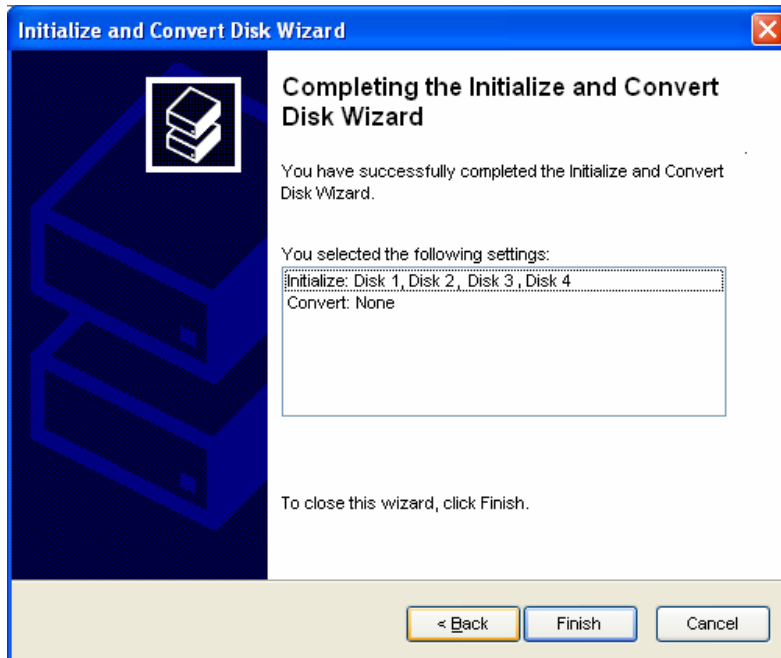 Initialize and Convert Disk Wizard
Completing the Initialize and Convert
Disk Wizard
You have successfully completed the Initialize and Convert
Disk Wizard.
You selected the following settings:
Initialize: Disk 1, Disk 2 , Disk 3 , Disk 4
Convert: None
To close this wizard, click Finish.
< Back
Finish
Cancel